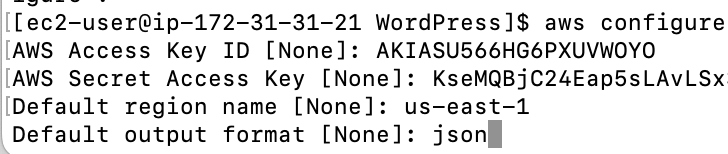 [ec2-user@ip-172-31-31-21 WordPress]$ aws configure
AWS Access Key ID [None]: AKIASU566HG6PXUVWOYO
AWS Secret Access Key [None]: KseMQBjC24Eap5sLAvLSx
Default region name [None]: us-east-1
Default output format [None]: json